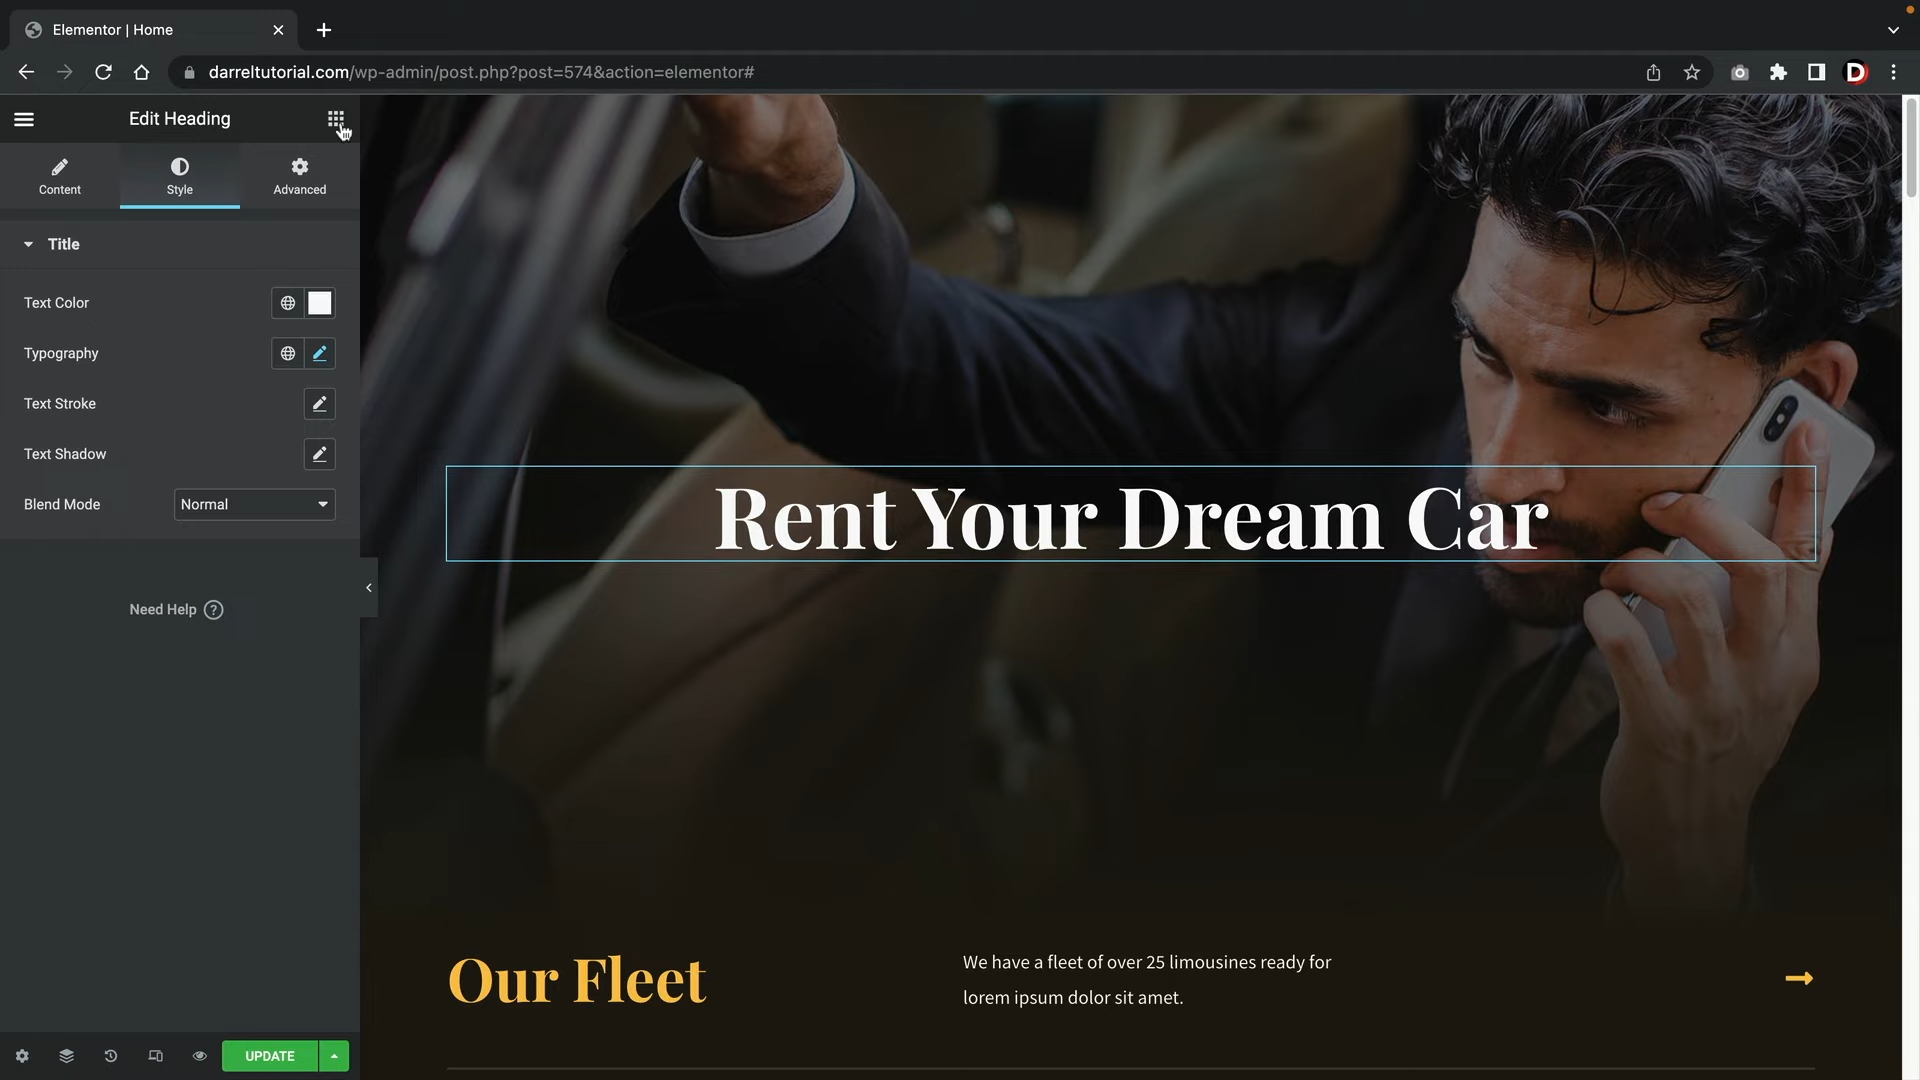 Elementor | Home
darreltutorial.com/wp-admin/post.php?post=574&action=elementor#
Edit Heading
Content
Style
Advanced
Title
Text Color
Typography
Text Stroke
Text Shadow
Blend Mode
Normal
Need Help
UPDATE
Rent Your Dream Car
Our Fleet
We have a fleet of over 25 limousines ready for
lorem ipsum dolor sit amet.